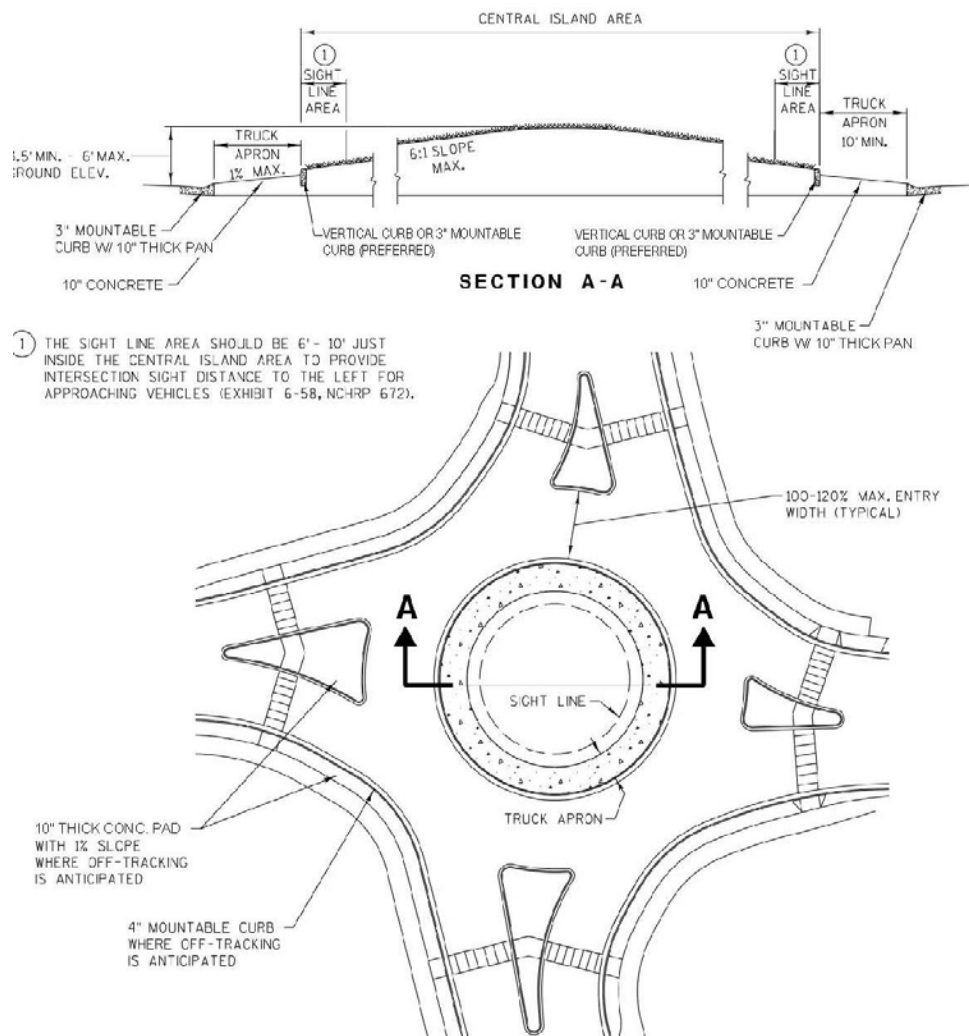 CENTRAL ISLAND AREA
1
SIGHT
LINE
AREA
1
SIGHT
LINE
AREA
TRUCK
APRON
10' MIN.
.5' MIN. - 6' MAX.
GROUND ELEV.
TRUCK
APRON
1% MAX.
6:1 SLOPE
MAX.
3" MOUNTABLE
CURB W/ 10" THICK PAN
VERTICAL CURB OR 3" MOUNTABLE
CURB (PREFERRED)
VERTICAL CURB OR 3" MOUNTABLE
CURB (PREFERRED)
10" CONCRETE
SECTION A-A
10" CONCRETE
3" MOUNTABLE
CURB W/ 10" THICK PAN
1 THE SIGHT LINE AREA SHOULD BE 6' - 10' JUST
INSIDE THE CENTRAL ISLAND AREA TO PROVIDE
INTERSECTION SIGHT DISTANCE TO THE LEFT FOR
APPROACHING VEHICLES (EXHIBIT 6-58, NCHRP 672).
100-120% MAX. ENTRY
WIDTH (TYPICAL)
A
A
SIGHT LINE
TRUCK APRON
10" THICK CONC. PAD
WITH 1% SLOPE
WHERE OFF-TRACKING
IS ANTICIPATED
4" MOUNTABLE CURB
WHERE OFF-TRACKING
IS ANTICIPATED